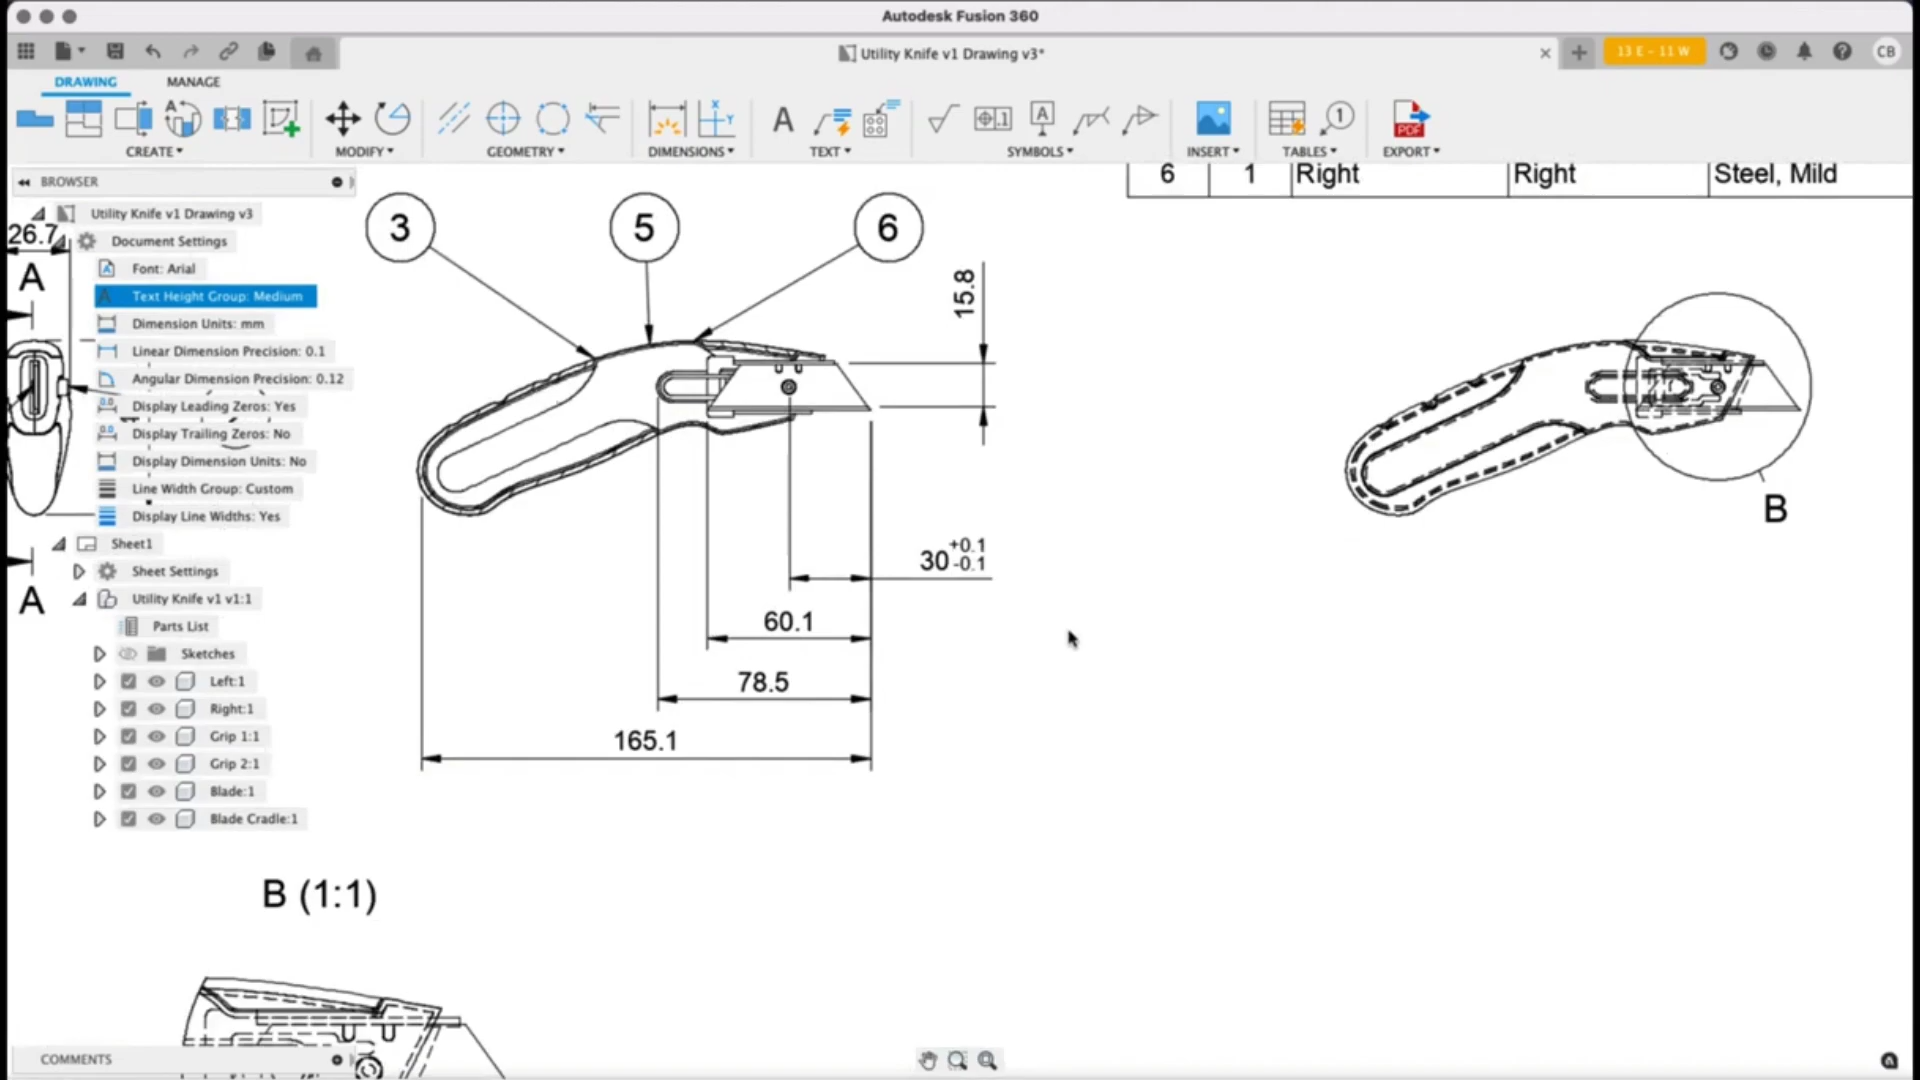 Autodesk Fusion 360
Utility Knife v1 Drawing v3*
13 E - 11 W
CB
DRAWING
MANAGE
CREATE
MODIFY
GEOMETRY
DIMENSIONS
TEXT
SYMBOLS
INSERT
TABLES
EXPORT
BROWSER
Utility Knife v1 Drawing v3
Document Settings
Font: Arial
Text Height Group: Medium
Dimension Units: mm
Linear Dimension Precision: 0.1
Angular Dimension Precision: 0.12
Display Leading Zeros: Yes
Display Trailing Zeros: No
Display Dimension Units: No
Line Width Group: Custom
Display Line Widths: Yes
Sheet1
Sheet Settings
Utility Knife v1 v1:1
Parts List
Sketches
Left:1
Right:1
Grip 1:1
Grip 2:1
Blade:1
Blade Cradle:1
26.7
A
A
3
5
6
6 1 Right Right Steel, Mild
15.8
30 +0.1 -0.1
60.1
78.5
165.1
B
B (1:1)
COMMENTS